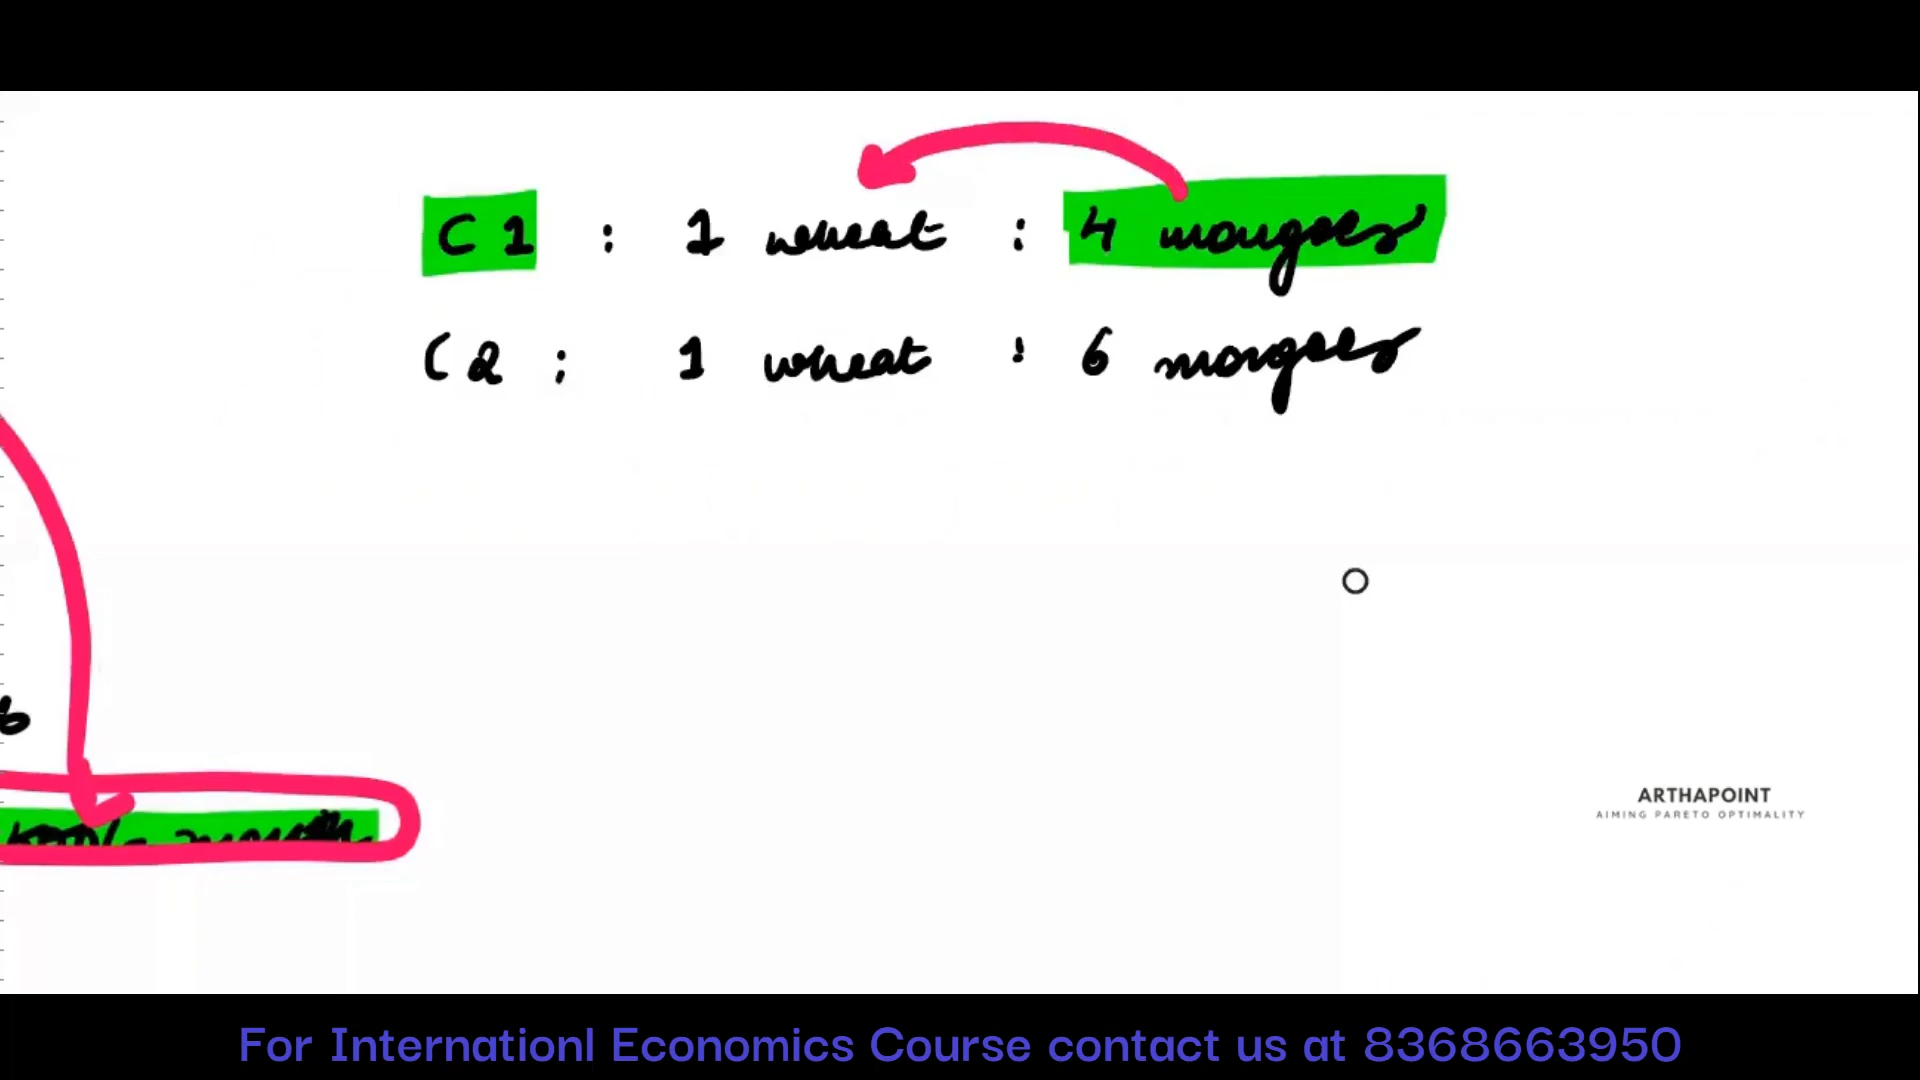 C1 : 1 wheat : 4 mangoes
C2 : 1 wheat : 6 mangoes
ARTHAPOINT
AIMING PARETO OPTIMALITY
For Internationl Economics Course contact us at 8368663950